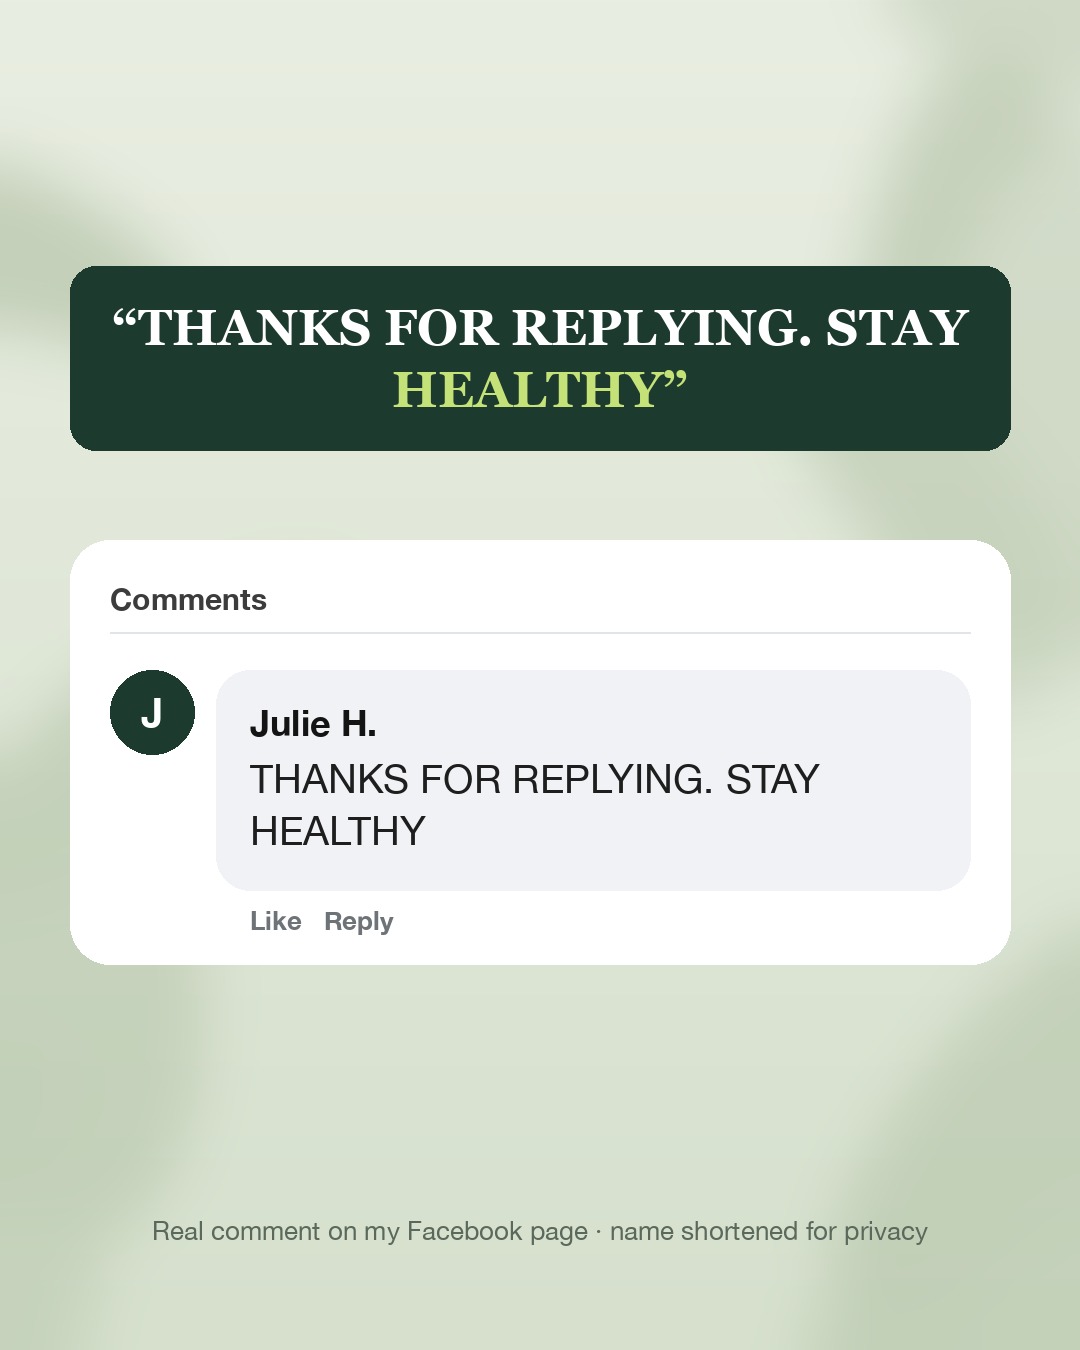 “THANKS FOR REPLYING. STAY
HEALTHY”
Comments
J
Julie H.
THANKS FOR REPLYING. STAY
HEALTHY
Like Reply
Real comment on my Facebook page · name shortened for privacy